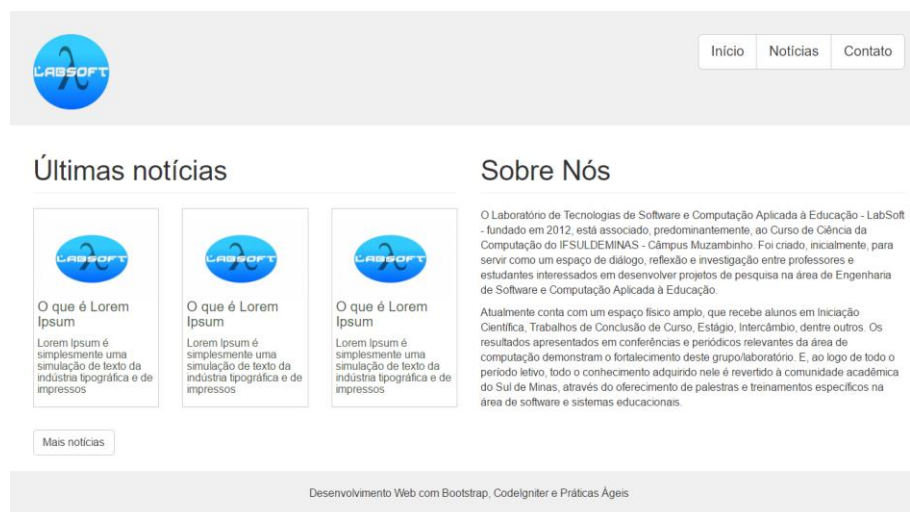 LABSOFT
Início
Notícias
Contato
Últimas notícias
LABSOFT
O que é Lorem
Ipsum
Lorem Ipsum é
simplesmente uma
simulação de texto da
indústria tipográfica e de
impressos
LABSOFT
O que é Lorem
Ipsum
Lorem Ipsum é
simplesmente uma
simulação de texto da
indústria tipográfica e de
impressos
LABSOFT
O que é Lorem
Ipsum
Lorem Ipsum é
simplesmente uma
simulação de texto da
indústria tipográfica e de
impressos
Mais notícias
Sobre Nós
O Laboratório de Tecnologias de Software e Computação Aplicada à Educação - LabSoft
- fundado em 2012, está associado, predominantemente, ao Curso de Ciência da
Computação do IFSULDEMINAS - Câmpus Muzambinho. Foi criado, inicialmente, para
servir como um espaço de diálogo, reflexão e investigação entre professores e
estudantes interessados em desenvolver projetos de pesquisa na área de Engenharia
de Software e Computação Aplicada à Educação.
Atualmente conta com um espaço físico amplo, que recebe alunos em Iniciação
Científica, Trabalhos de Conclusão de Curso, Estágio, Intercâmbio, dentre outros. Os
resultados apresentados em conferências e periódicos relevantes da área de
computação demonstram o fortalecimento deste grupo/laboratório. E, ao logo de todo o
período letivo, todo o conhecimento adquirido nele é revertido à comunidade acadêmica
do Sul de Minas, através do oferecimento de palestras e treinamentos específicos na
área de software e sistemas educacionais.
Desenvolvimento Web com Bootstrap, CodeIgniter e Práticas Ágeis